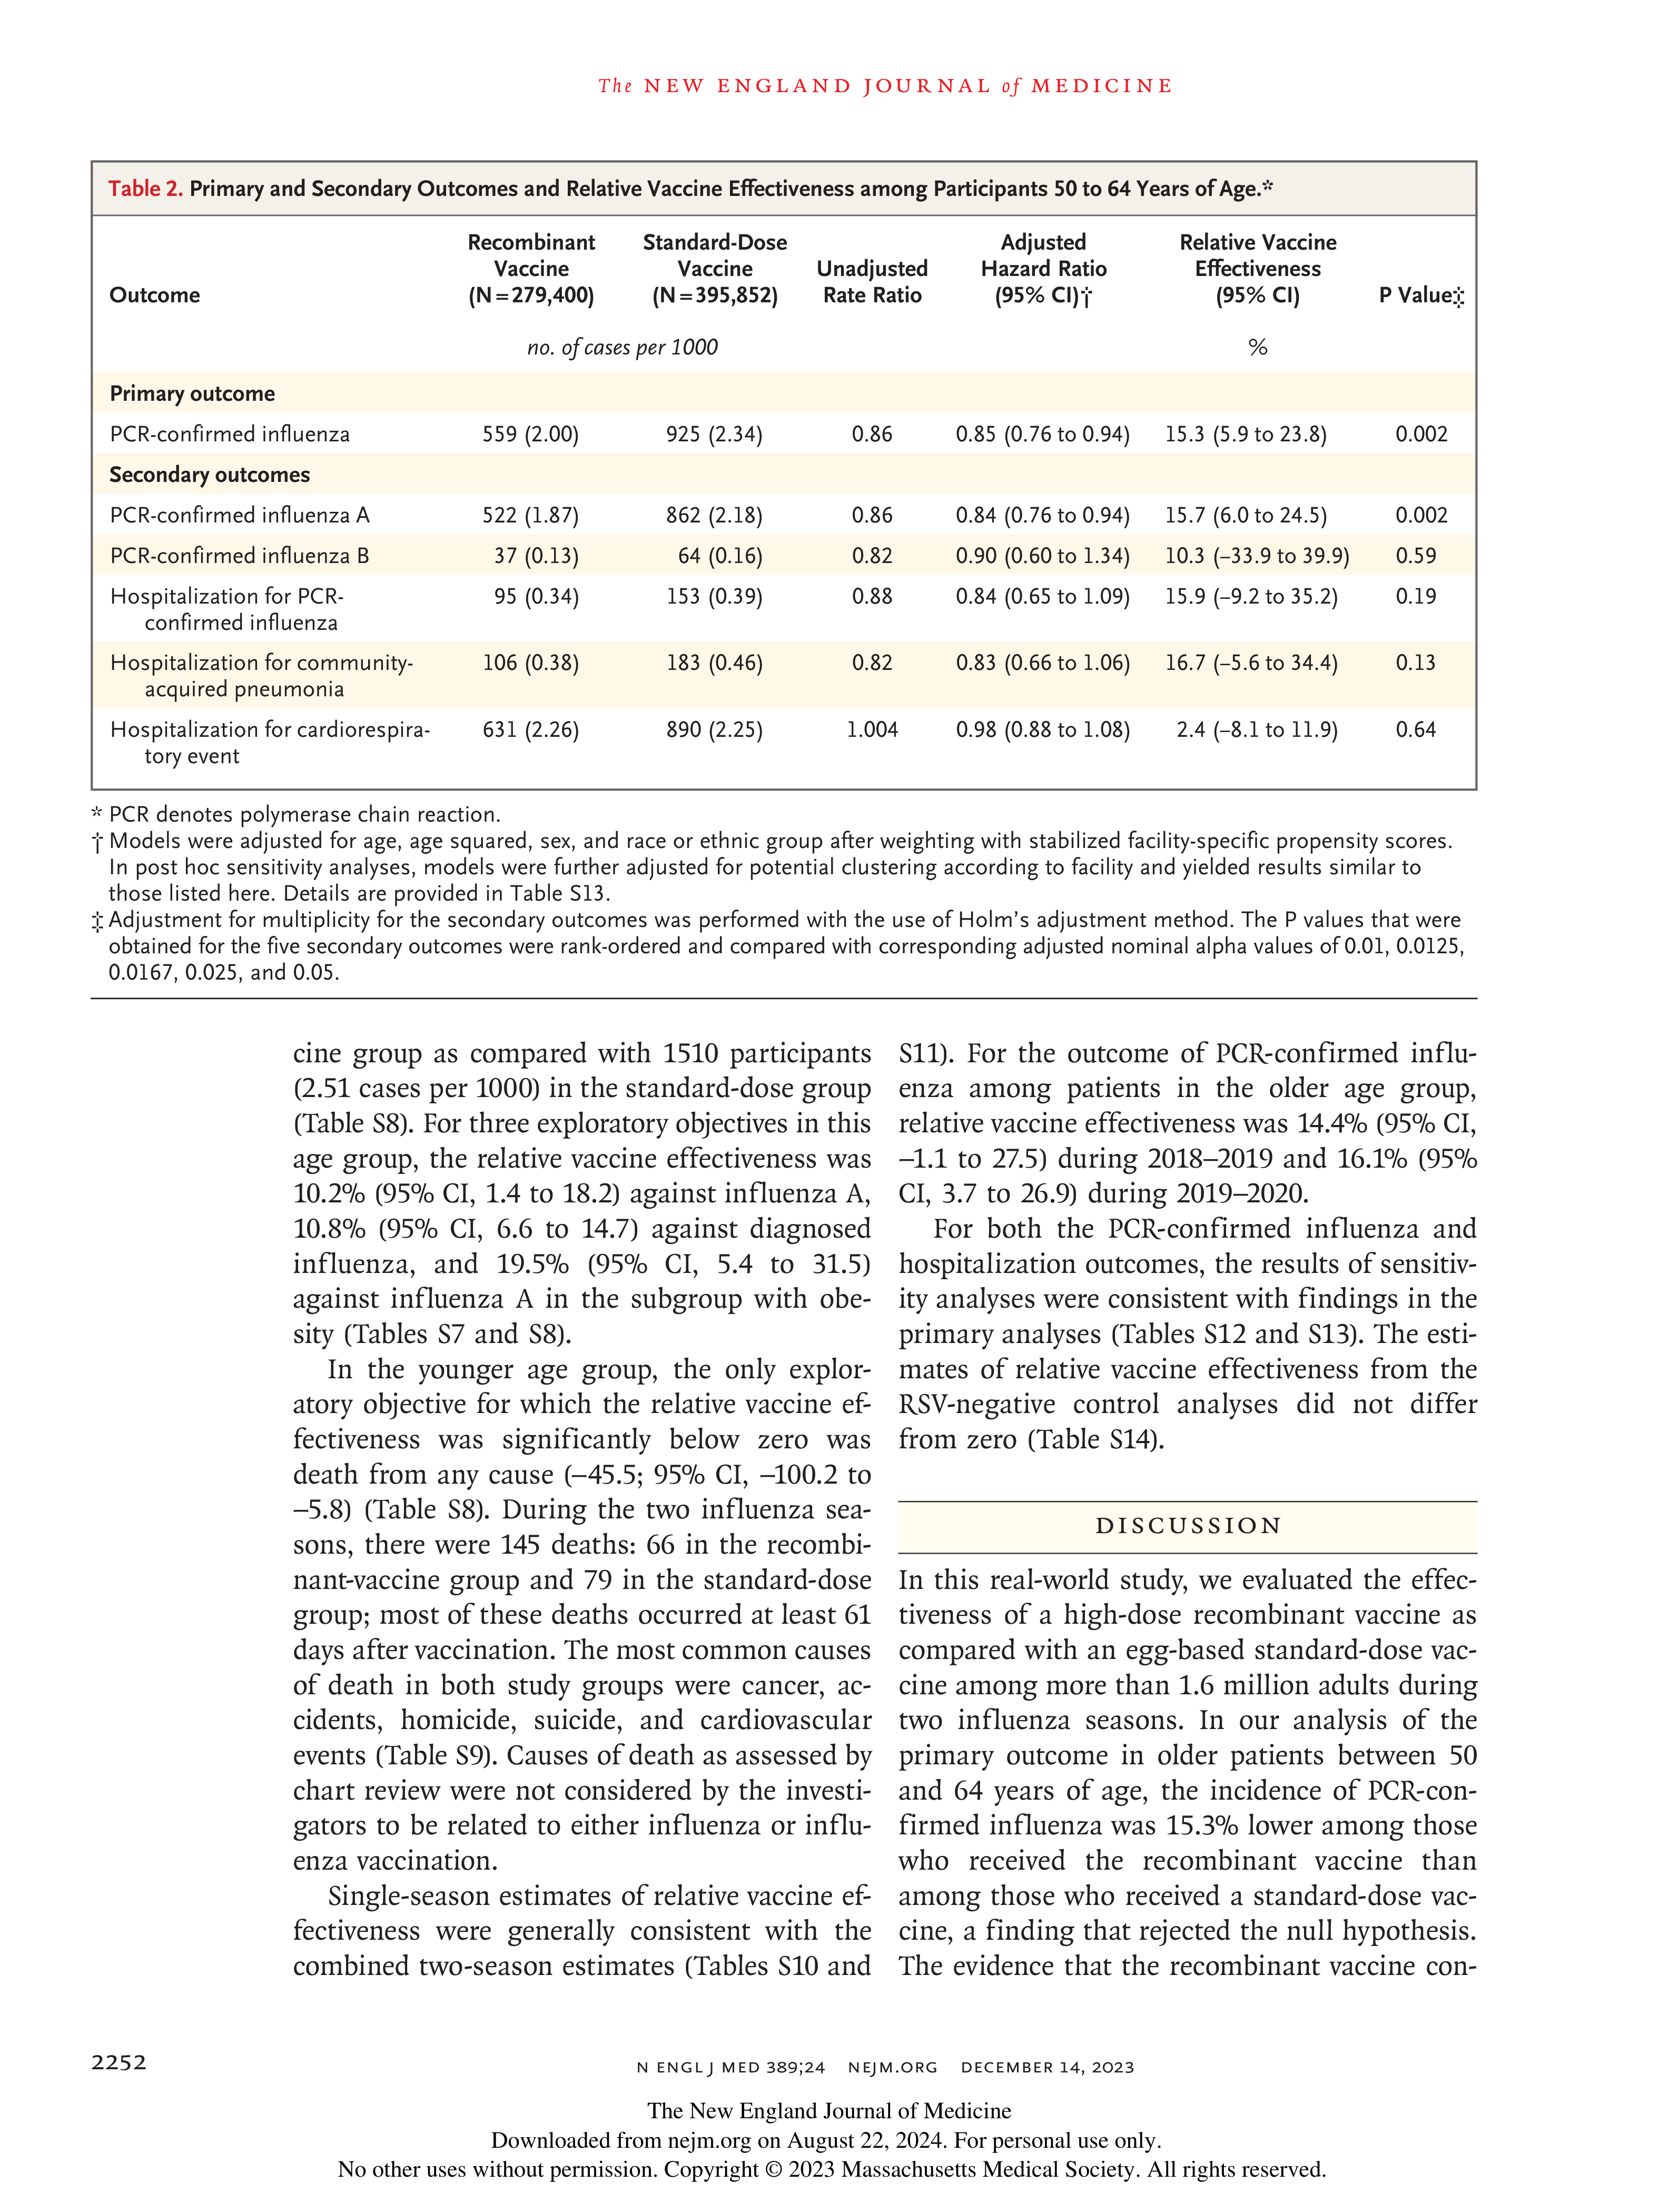 The NEW ENGLAND JOURNAL of MEDICINE
Table 2. Primary and Secondary Outcomes and Relative Vaccine Effectiveness among Participants 50 to 64 Years of Age.*
Outcome
Recombinant
Vaccine
(N=279,400)
Standard-Dose
Vaccine
(N=395,852)
Unadjusted
Rate Ratio
Adjusted
Hazard Ratio
(95% CI)†
Relative Vaccine
Effectiveness
(95% CI)
P Value‡
no. of cases per 1000 %
Primary outcome
PCR-confirmed influenza 559 (2.00) 925 (2.34) 0.86 0.85 (0.76 to 0.94) 15.3 (5.9 to 23.8) 0.002
Secondary outcomes
PCR-confirmed influenza A 522 (1.87) 862 (2.18) 0.86 0.84 (0.76 to 0.94) 15.7 (6.0 to 24.5) 0.002
PCR-confirmed influenza B 37 (0.13) 64 (0.16) 0.82 0.90 (0.60 to 1.34) 10.3 (–33.9 to 39.9) 0.59
Hospitalization for PCR- 95 (0.34) 153 (0.39) 0.88 0.84 (0.65 to 1.09) 15.9 (–9.2 to 35.2) 0.19
confirmed influenza
Hospitalization for community- 106 (0.38) 183 (0.46) 0.82 0.83 (0.66 to 1.06) 16.7 (–5.6 to 34.4) 0.13
acquired pneumonia
Hospitalization for cardiorespira- 631 (2.26) 890 (2.25) 1.004 0.98 (0.88 to 1.08) 2.4 (–8.1 to 11.9) 0.64
tory event
* PCR denotes polymerase chain reaction.
† Models were adjusted for age, age squared, sex, and race or ethnic group after weighting with stabilized facility-specific propensity scores.
In post hoc sensitivity analyses, models were further adjusted for potential clustering according to facility and yielded results similar to
those listed here. Details are provided in Table S13.
‡ Adjustment for multiplicity for the secondary outcomes was performed with the use of Holm's adjustment method. The P values that were
obtained for the five secondary outcomes were rank-ordered and compared with corresponding adjusted nominal alpha values of 0.01, 0.0125,
0.0167, 0.025, and 0.05.
cine group as compared with 1510 participants
(2.51 cases per 1000) in the standard-dose group
(Table S8). For three exploratory objectives in this
age group, the relative vaccine effectiveness was
10.2% (95% CI, 1.4 to 18.2) against influenza A,
10.8% (95% CI, 6.6 to 14.7) against diagnosed
influenza, and 19.5% (95% CI, 5.4 to 31.5)
against influenza A in the subgroup with obe-
sity (Tables S7 and S8).
In the younger age group, the only explor-
atory objective for which the relative vaccine ef-
fectiveness was significantly below zero was
death from any cause (–45.5; 95% CI, –100.2 to
–5.8) (Table S8). During the two influenza sea-
sons, there were 145 deaths: 66 in the recombi-
nant-vaccine group and 79 in the standard-dose
group; most of these deaths occurred at least 61
days after vaccination. The most common causes
of death in both study groups were cancer, ac-
cidents, homicide, suicide, and cardiovascular
events (Table S9). Causes of death as assessed by
chart review were not considered by the investi-
gators to be related to either influenza or influ-
enza vaccination.
Single-season estimates of relative vaccine ef-
fectiveness were generally consistent with the
combined two-season estimates (Tables S10 and
S11). For the outcome of PCR-confirmed influ-
enza among patients in the older age group,
relative vaccine effectiveness was 14.4% (95% CI,
–1.1 to 27.5) during 2018–2019 and 16.1% (95%
CI, 3.7 to 26.9) during 2019–2020.
For both the PCR-confirmed influenza and
hospitalization outcomes, the results of sensitiv-
ity analyses were consistent with findings in the
primary analyses (Tables S12 and S13). The esti-
mates of relative vaccine effectiveness from the
RSV-negative control analyses did not differ
from zero (Table S14).
DISCUSSION
In this real-world study, we evaluated the effec-
tiveness of a high-dose recombinant vaccine as
compared with an egg-based standard-dose vac-
cine among more than 1.6 million adults during
two influenza seasons. In our analysis of the
primary outcome in older patients between 50
and 64 years of age, the incidence of PCR-con-
firmed influenza was 15.3% lower among those
who received the recombinant vaccine than
among those who received a standard-dose vac-
cine, a finding that rejected the null hypothesis.
The evidence that the recombinant vaccine con-
2252
N ENGL J MED 389;24 NEJM.ORG DECEMBER 14, 2023
The New England Journal of Medicine
Downloaded from nejm.org on August 22, 2024. For personal use only.
No other uses without permission. Copyright © 2023 Massachusetts Medical Society. All rights reserved.